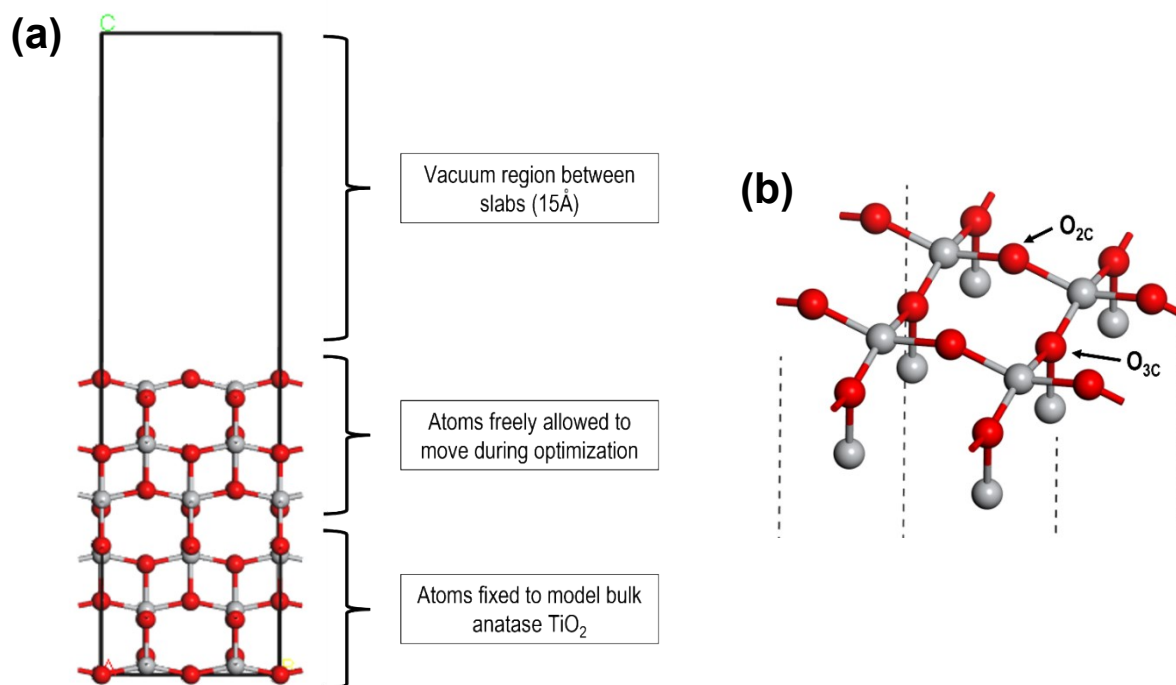 (a)
C
Vacuum region between
slabs (15Å)
Atoms freely allowed to
move during optimization
Atoms fixed to model bulk
anatase TiO₂
A
(b)
O₂C
O₃C